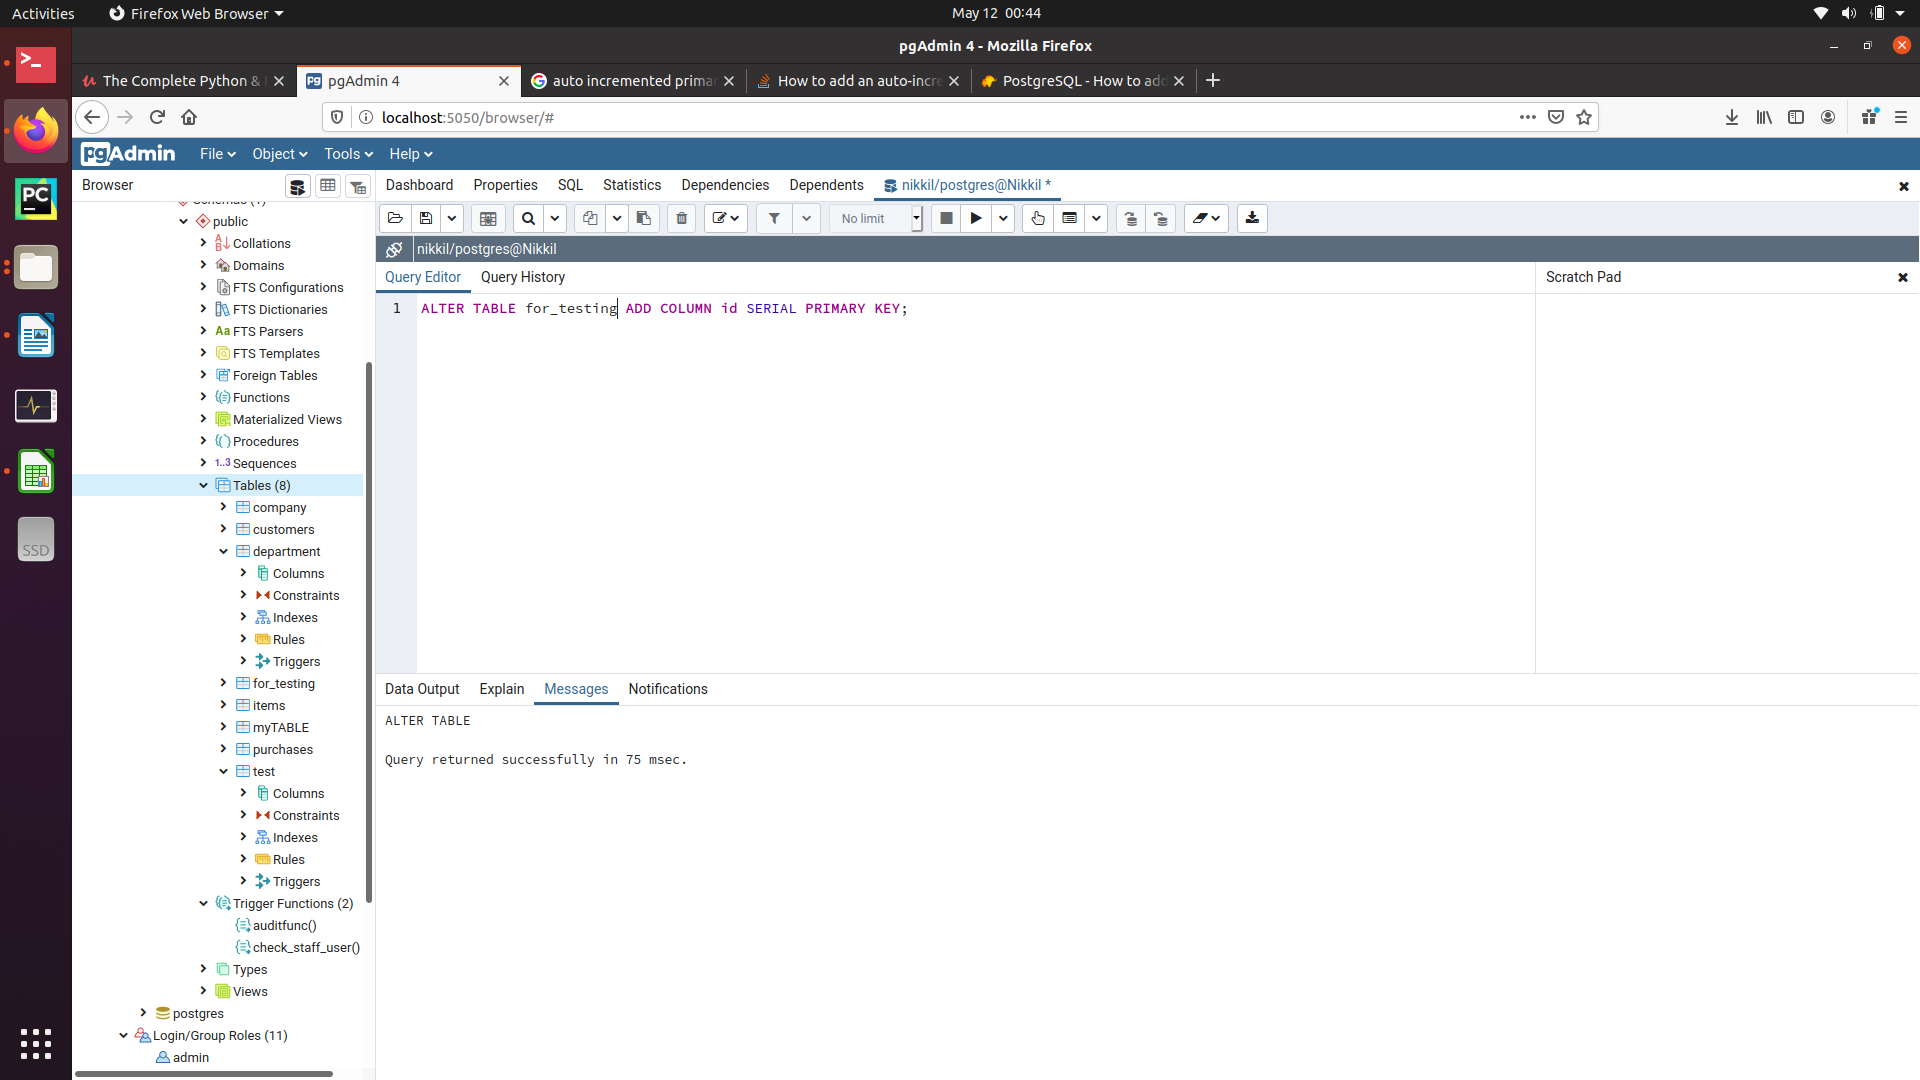 Activities
Firefox Web Browser
May 12 00:44
pgAdmin 4 - Mozilla Firefox
The Complete Python &
pgAdmin 4
auto incremented prima
How to add an auto-incre
PostgreSQL - How to add
localhost:5050/browser/#
pgAdmin
File
Object
Tools
Help
Browser
Dashboard
Properties
SQL
Statistics
Dependencies
Dependents
nikkil/postgres@Nikkil *
No limit
nikkil/postgres@Nikkil
Query Editor
Query History
Scratch Pad
1 ALTER TABLE for_testing ADD COLUMN id SERIAL PRIMARY KEY;
Schemas (1)
public
Collations
Domains
FTS Configurations
FTS Dictionaries
Aa FTS Parsers
FTS Templates
Foreign Tables
Functions
Materialized Views
Procedures
1..3 Sequences
Tables (8)
company
customers
department
Columns
Constraints
Indexes
Rules
Triggers
for_testing
items
myTABLE
purchases
test
Columns
Constraints
Indexes
Rules
Triggers
Trigger Functions (2)
auditfunc()
check_staff_user()
Types
Views
postgres
Login/Group Roles (11)
admin
Data Output
Explain
Messages
Notifications
ALTER TABLE
Query returned successfully in 75 msec.
PC
SSD